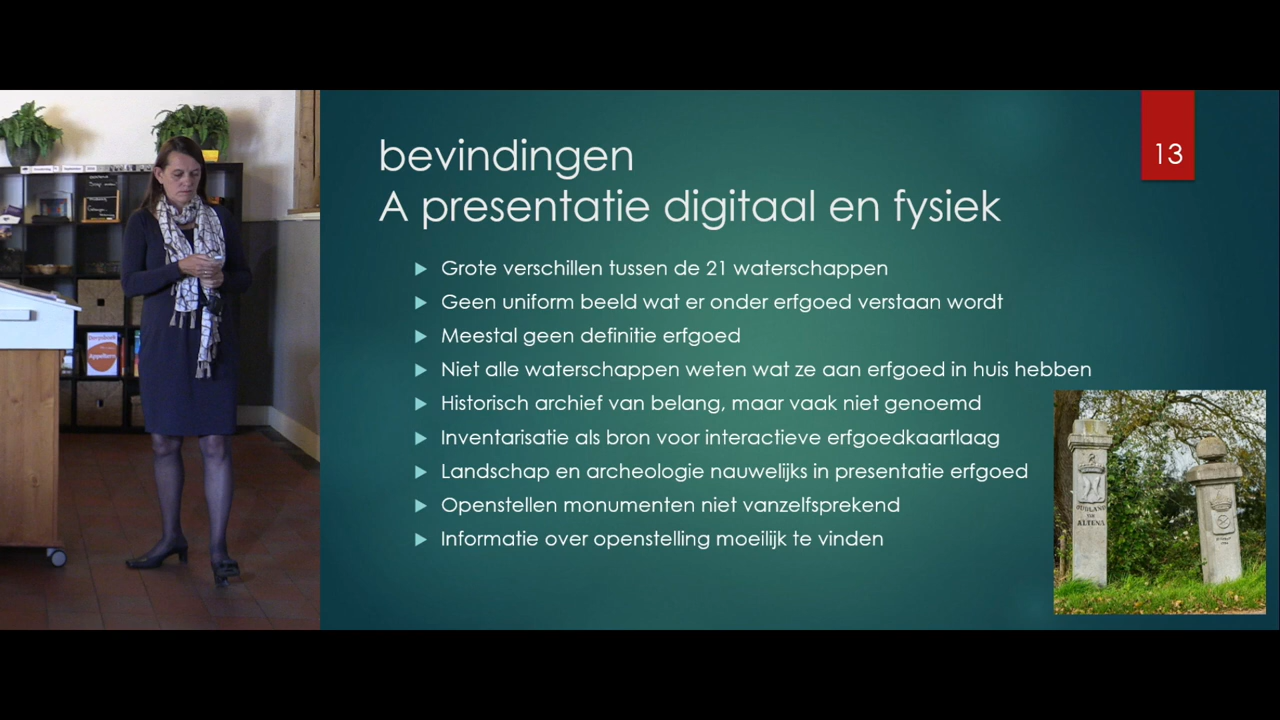 bevindingen
A presentatie digitaal en fysiek
13
Grote verschillen tussen de 21 waterschappen
Geen uniform beeld wat er onder erfgoed verstaan wordt
Meestal geen definitie erfgoed
Niet alle waterschappen weten wat ze aan erfgoed in huis hebben
Historisch archief van belang, maar vaak niet genoemd
Inventarisatie als bron voor interactieve erfgoedkaartlaag
Landschap en archeologie nauwelijks in presentatie erfgoed
Openstellen monumenten niet vanzelfsprekend
Informatie over openstelling moeilijk te vinden
ALTENA